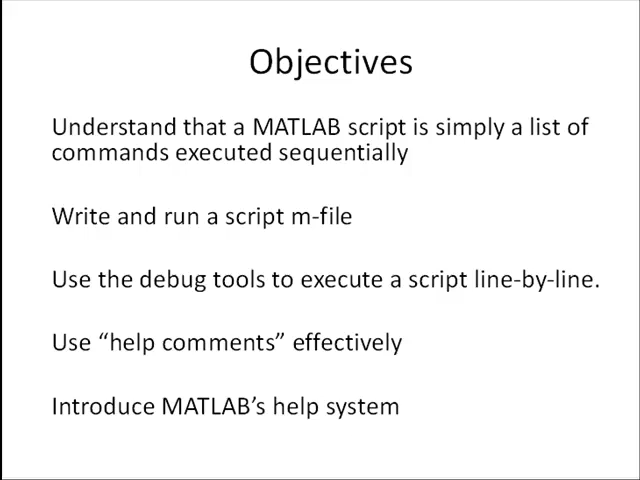 Objectives
Understand that a MATLAB script is simply a list of
commands executed sequentially
Write and run a script m-file
Use the debug tools to execute a script line-by-line.
Use “help comments” effectively
Introduce MATLAB’s help system